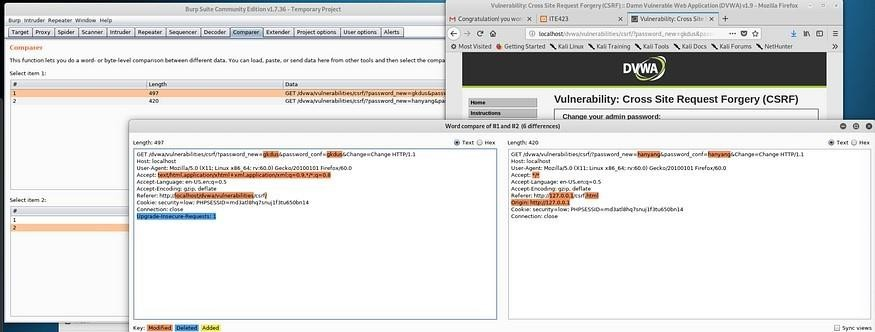 Burp Suite Community Edition v1.7.36 - Temporary Project
Burp Intruder Repeater Window Help
Target Proxy Spider Scanner Intruder Repeater Sequencer Decoder Comparer Extender Project options User options Alerts
Comparer
This function lets you do a word- or byte-level comparison between different data. You can load, paste, or send data here from other tools and then select the compa
Select item 1:
# Length Data
1 497 GET /dvwa/vulnerabilities/csrf/?password_new=gkdus&passw
2 420 GET /dvwa/vulnerabilities/csrf/?password_new=hanyang&pa
Select item 2:
#
1
2
Vulnerability: Cross Site Request Forgery (CSRF) :: Damn Vulnerable Web Application (DVWA) v1.9 - Mozilla Firefox
Congratulation! you won
ITE423
Vulnerability: Cross Site
localhost/dvwa/vulnerabilities/csrf/?password_new=gkdus&pas
Most Visited Getting Started Kali Linux Kali Tools Kali Docs Kali Forums NetHunter
DVWA
Home
Instructions
Vulnerability: Cross Site Request Forgery (CSRF)
Change your admin password:
Word compare of #1 and #2 (6 differences)
Length: 497 Text Hex
GET /dvwa/vulnerabilities/csrf/?password_new=gkdus&password_conf=gkdus&Change=Change HTTP/1.1
Host: localhost
User-Agent: Mozilla/5.0 (X11; Linux x86_64; rv:60.0) Gecko/20100101 Firefox/60.0
Accept: text/html,application/xhtml+xml,application/xml;q=0.9,*/*;q=0.8
Accept-Language: en-US,en;q=0.5
Accept-Encoding: gzip, deflate
Referer: http://localhost/dvwa/vulnerabilities/csrf/
Cookie: security=low; PHPSESSID=md3atl8hq7snuj1f3tu650bn14
Connection: close
Upgrade-Insecure-Requests: 1
Length: 420 Text Hex
GET /dvwa/vulnerabilities/csrf/?password_new=hanyang&password_conf=hanyang&Change=Change HTTP/1.1
Host: localhost
User-Agent: Mozilla/5.0 (X11; Linux x86_64; rv:60.0) Gecko/20100101 Firefox/60.0
Accept: */*
Accept-Language: en-US,en;q=0.5
Accept-Encoding: gzip, deflate
Referer: http://127.0.0.1/csrf.html
Origin: http://127.0.0.1
Cookie: security=low; PHPSESSID=md3atl8hq7snuj1f3tu650bn14
Connection: close
Key: Modified Deleted Added
Sync views